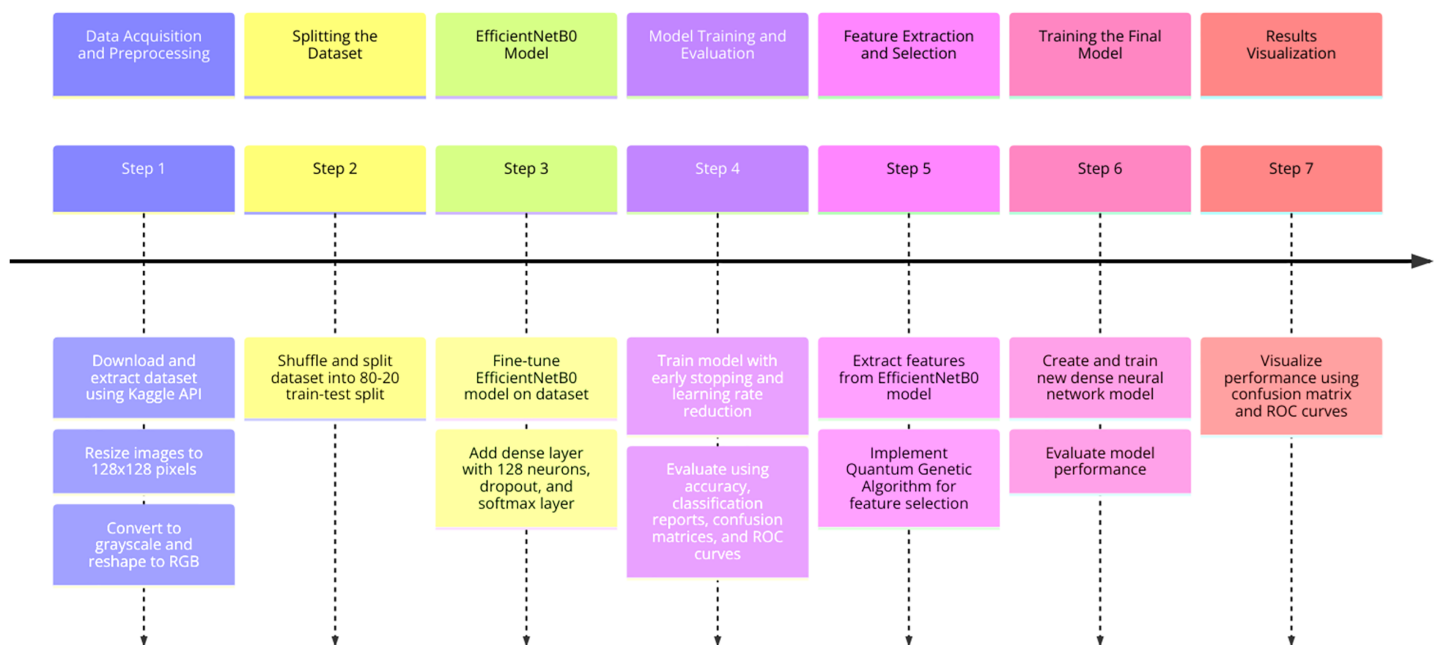 Data Acquisition
and Preprocessing
Splitting the
Dataset
EfficientNetB0
Model
Model Training and
Evaluation
Feature Extraction
and Selection
Training the Final
Model
Results
Visualization
Step 1
Step 2
Step 3
Step 4
Step 5
Step 6
Step 7
Download and
extract dataset
using Kaggle API
Resize images to
128x128 pixels
Convert to
grayscale and
reshape to RGB
Shuffle and split
dataset into 80-20
train-test split
Fine-tune
EfficientNetB0
model on dataset
Add dense layer
with 128 neurons,
dropout, and
softmax layer
Train model with
early stopping and
learning rate
reduction
Evaluate using
accuracy,
classification
reports, confusion
matrices, and ROC
curves
Extract features
from EfficientNetB0
model
Implement
Quantum Genetic
Algorithm for
feature selection
Create and train
new dense neural
network model
Evaluate model
performance
Visualize
performance using
confusion matrix
and ROC curves